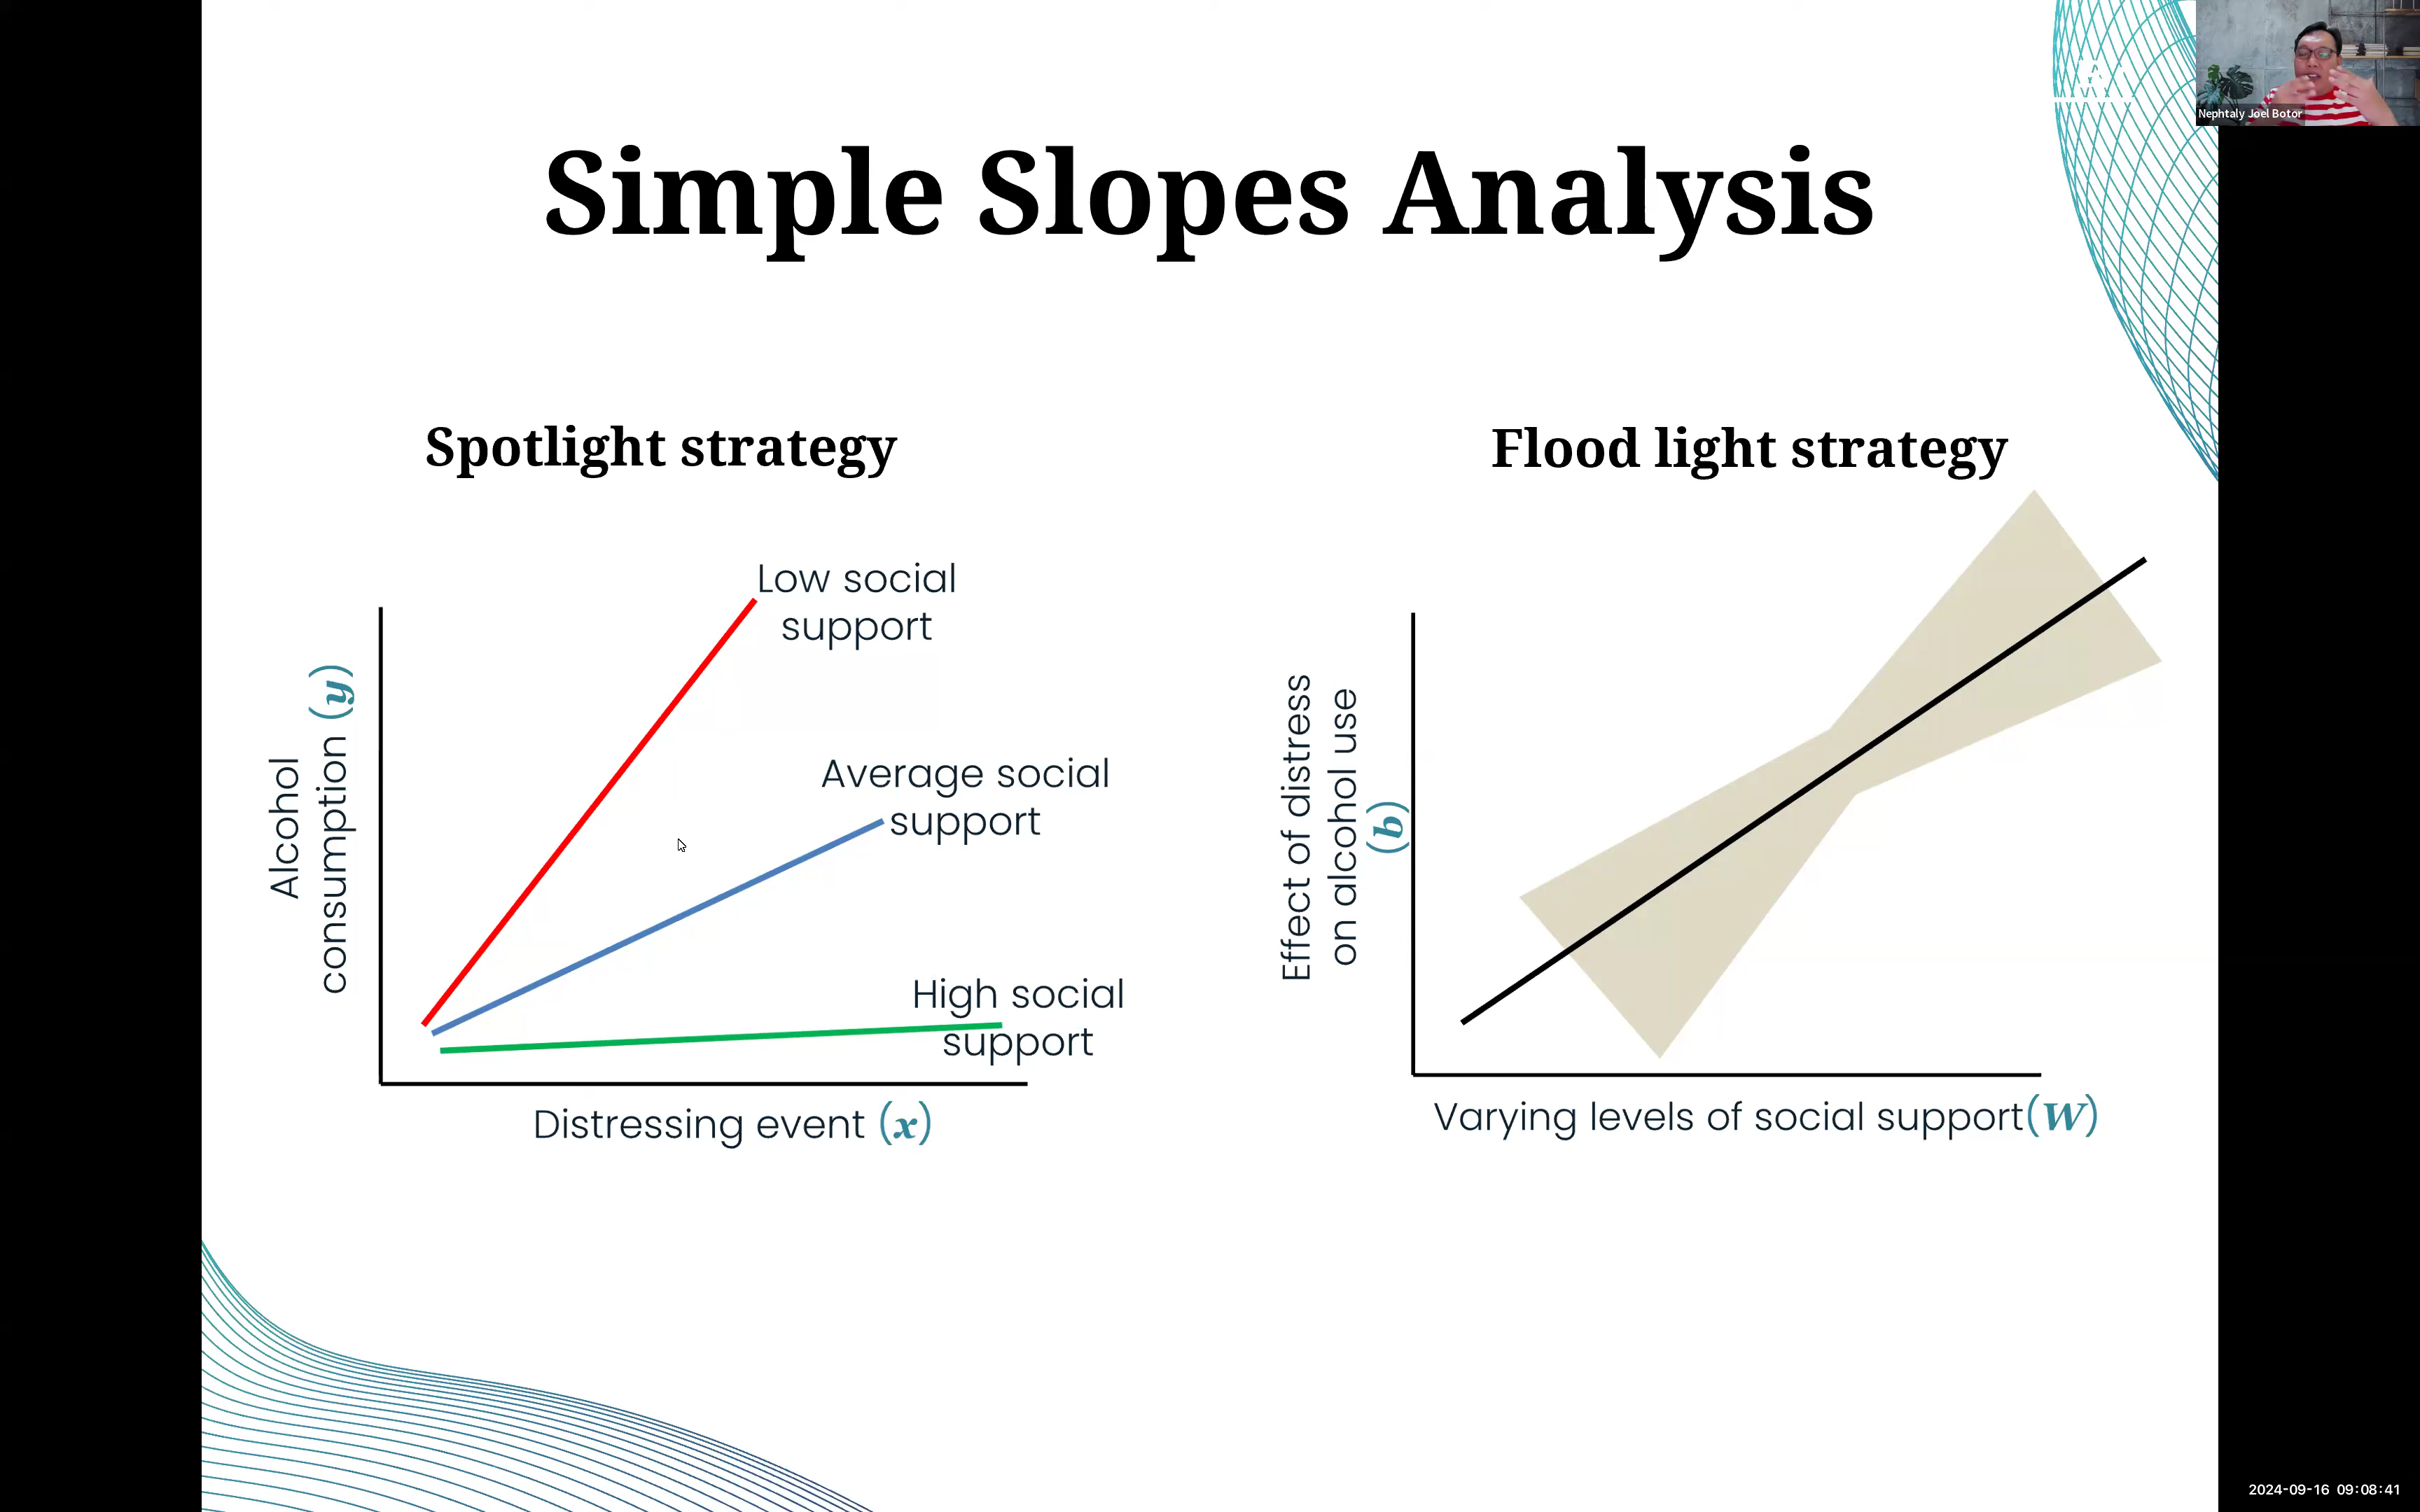 Nephtaly Joel Botor
Simple Slopes Analysis
Spotlight strategy
Low social
support
Average social
support
High social
support
Alcohol
consumption (y)
Distressing event (x)
Flood light strategy
Effect of distress
on alcohol use
(b)
Varying levels of social support(W)
2024-09-16 09:08:41